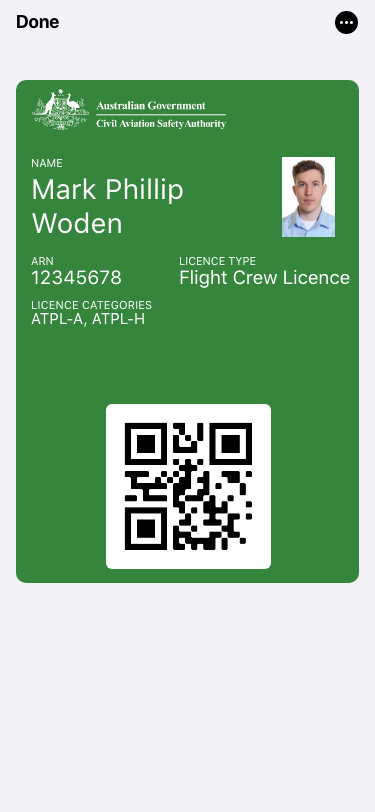 Done
Australian Government
Civil Aviation Safety Authority
NAME
Mark Phillip
Woden
ARN
12345678
LICENCE TYPE
Flight Crew Licence
LICENCE CATEGORIES
ATPL-A, ATPL-H